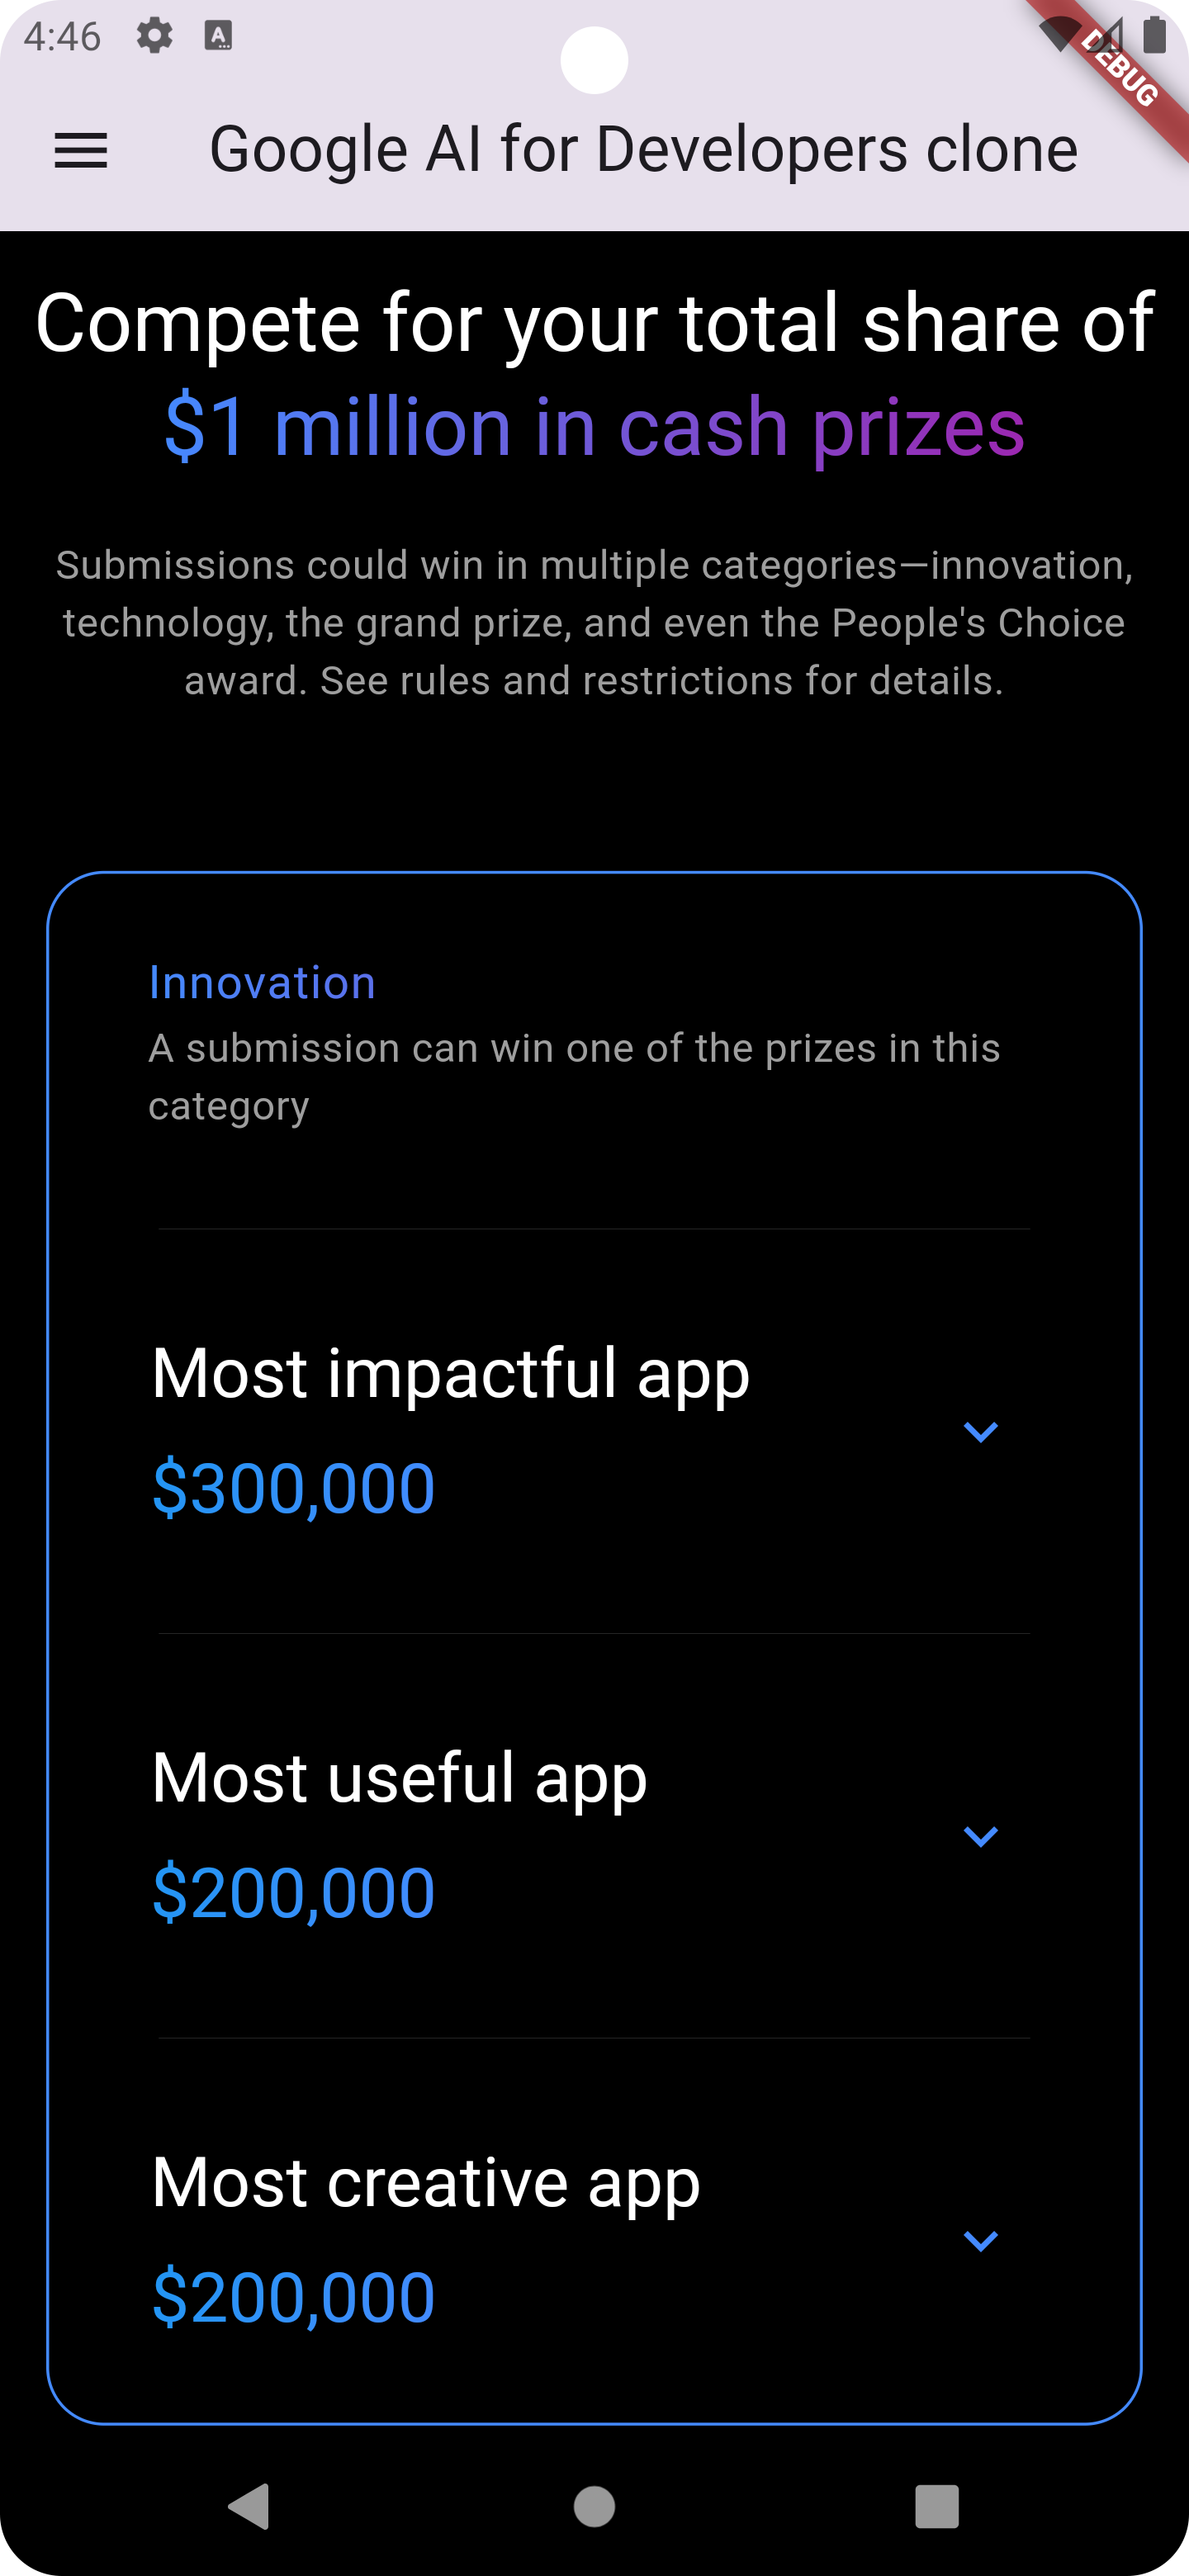 4:46
A
DEBUG
Google AI for Developers clone
Compete for your total share of
$1 million in cash prizes
Submissions could win in multiple categories—innovation,
technology, the grand prize, and even the People's Choice
award. See rules and restrictions for details.
Innovation
A submission can win one of the prizes in this
category
Most impactful app
$300,000
Most useful app
$200,000
Most creative app
$200,000